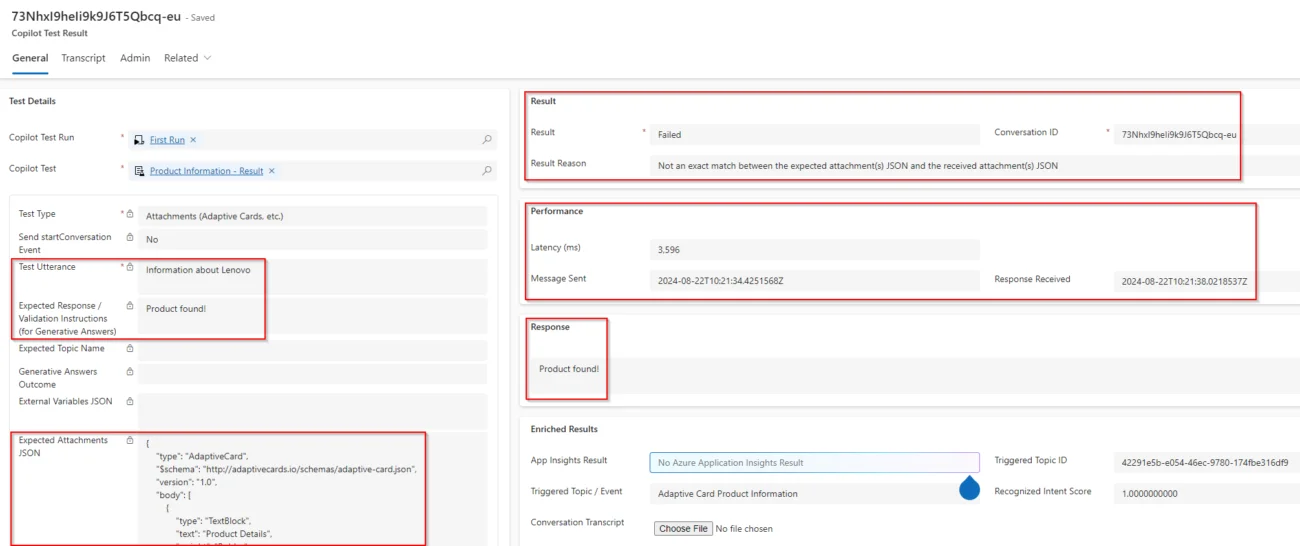 73NhxI9heIi9k9J6T5Qbcq-eu - Saved
Copilot Test Result
General Transcript Admin Related
Test Details
Copilot Test Run * First Run ×
Copilot Test * Product Information - Result ×
Test Type * Attachments (Adaptive Cards, etc.)
Send startConversation
Event
No
Test Utterance * Information about Lenovo
Expected Response /
Validation Instructions
(for Generative Answers)
Product found!
Expected Topic Name
Generative Answers
Outcome
External Variables JSON
Expected Attachments
JSON
{
"type": "AdaptiveCard",
"$schema": "http://adaptivecards.io/schemas/adaptive-card.json",
"version": "1.0",
"body": [
{
"type": "TextBlock",
"text": "Product Details",
Result
Result * Failed Conversation ID * 73NhxI9heIi9k9J6T5Qbcq-eu
Result Reason Not an exact match between the expected attachment(s) JSON and the received attachment(s) JSON
Performance
Latency (ms) 3,596
Message Sent 2024-08-22T10:21:34.4251568Z Response Received 2024-08-22T10:21:38.0218537Z
Response
Product found!
Enriched Results
App Insights Result No Azure Application Insights Result Triggered Topic ID 42291e5b-e054-46ec-9780-174fbe316df9
Triggered Topic / Event Adaptive Card Product Information Recognized Intent Score 1.0000000000
Conversation Transcript Choose File No file chosen